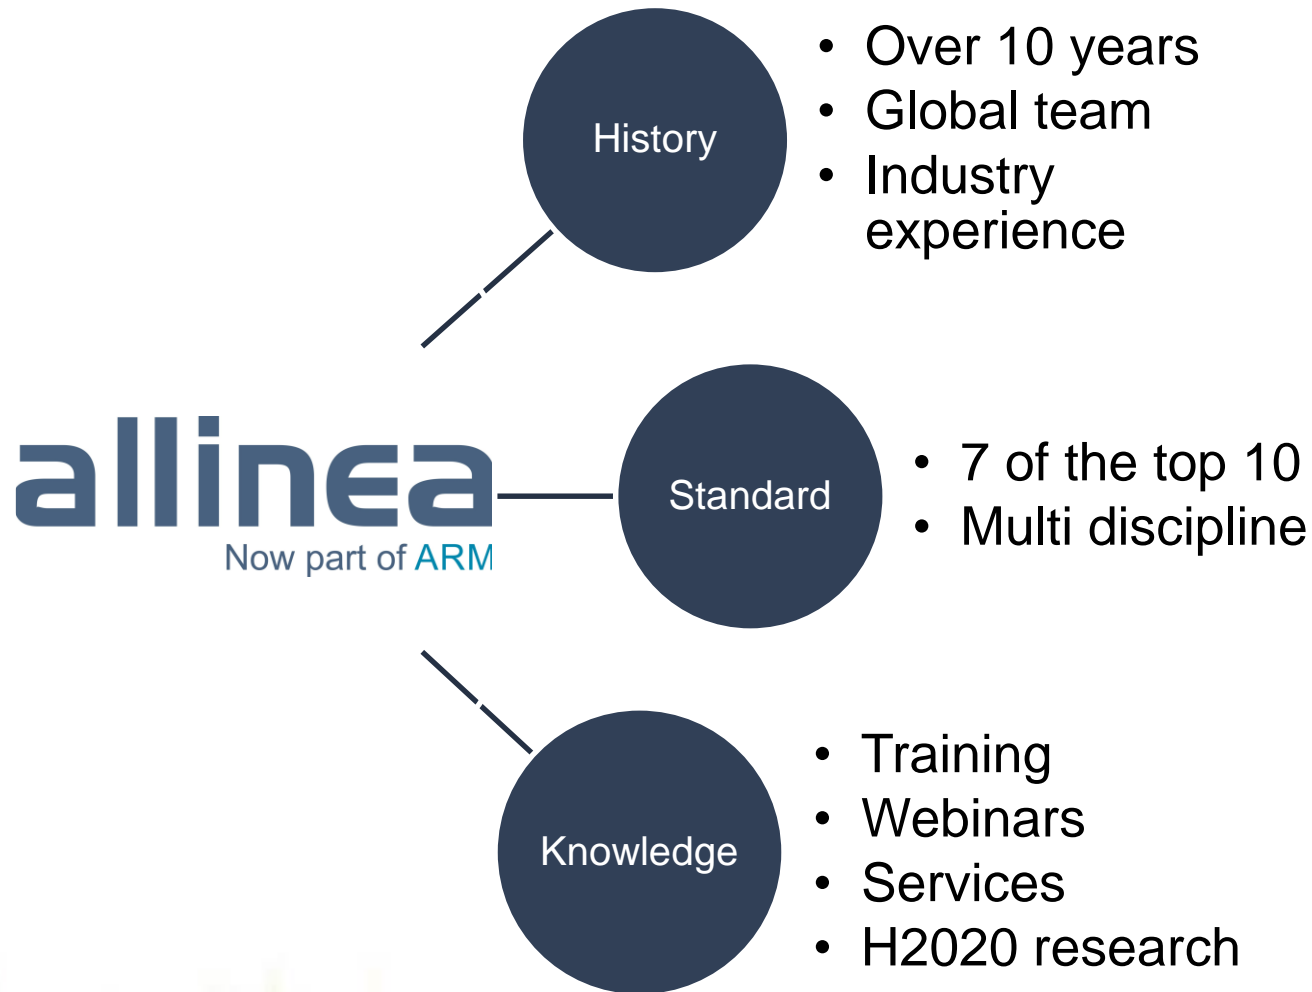 History
• Over 10 years
• Global team
• Industry
experience
allinea
Now part of ARM
Standard
• 7 of the top 10
• Multi discipline
Knowledge
• Training
• Webinars
• Services
• H2020 research